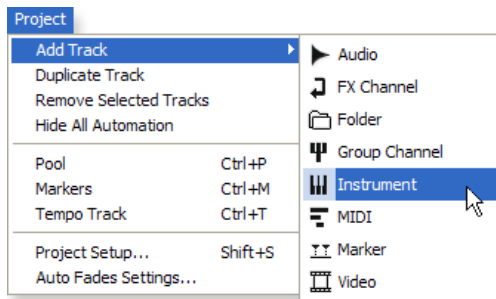 Project
Add Track
Duplicate Track
Remove Selected Tracks
Hide All Automation
Pool Ctrl+P
Markers Ctrl+M
Tempo Track Ctrl+T
Project Setup... Shift+S
Auto Fades Settings...
Audio
FX Channel
Folder
Group Channel
Instrument
MIDI
Marker
Video